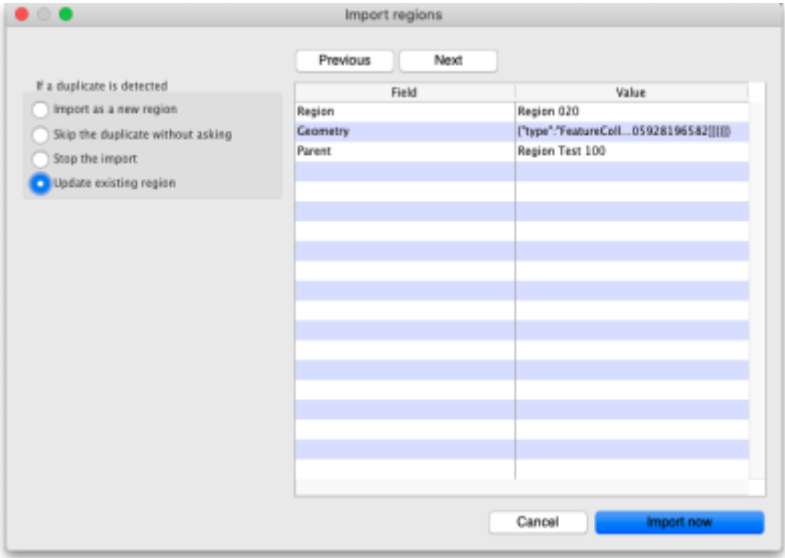 Import regions
Previous Next
If a duplicate is detected
Import as a new region
Skip the duplicate without asking
Stop the import
Update existing region
Field Value
Region Region 020
Geometry {"type":"FeatureColl...05928196582]]]}}]}
Parent Region Test 100
Cancel Import now